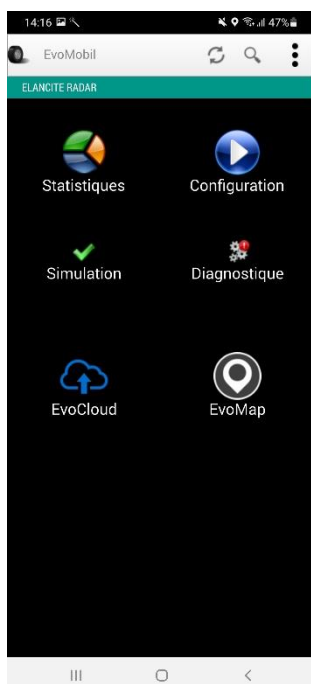 14:16 47%
EvoMobil
ELANCITE RADAR
Statistiques Configuration
Simulation Diagnostique
EvoCloud EvoMap